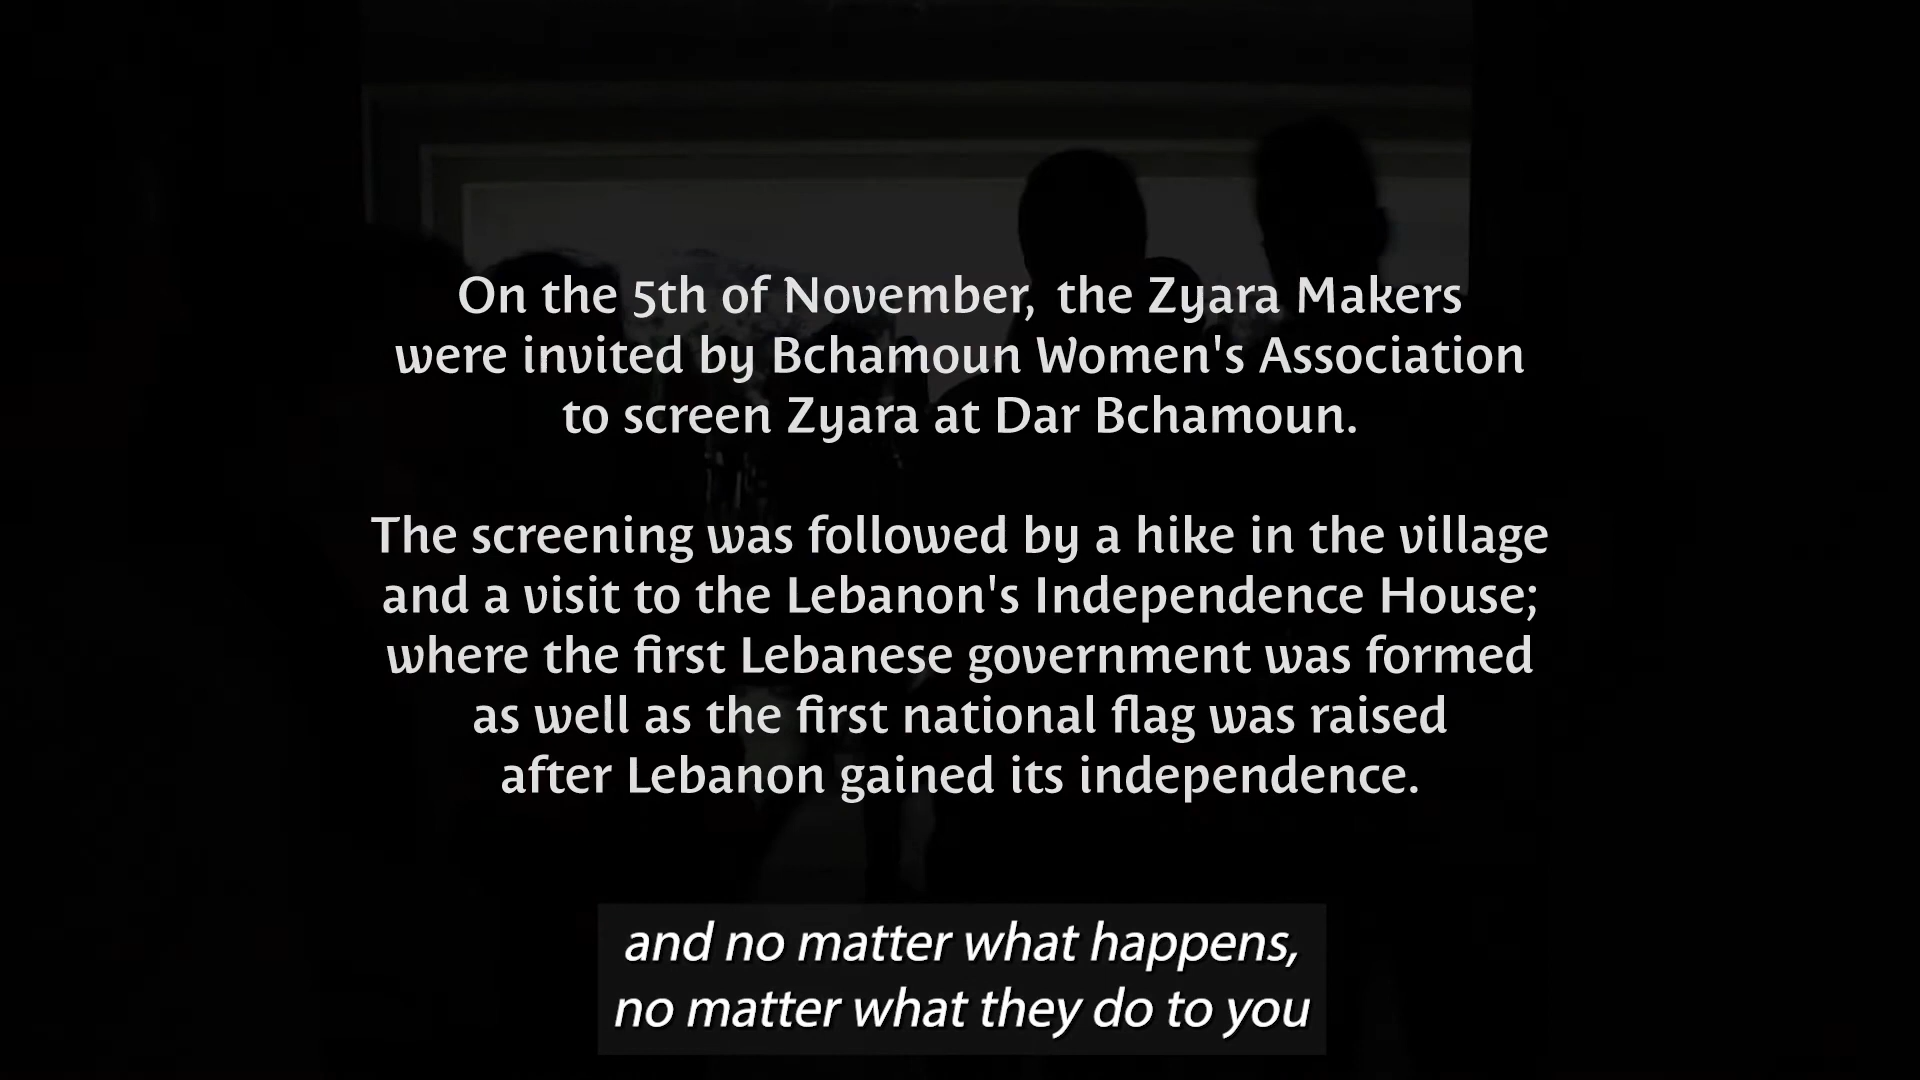 On the 5th of November, the Zyara Makers
were invited by Bchamoun Women's Association
to screen Zyara at Dar Bchamoun.
The screening was followed by a hike in the village
and a visit to the Lebanon's Independence House;
where the first Lebanese government was formed
as well as the first national flag was raised
after Lebanon gained its independence.
and no matter what happens,
no matter what they do to you